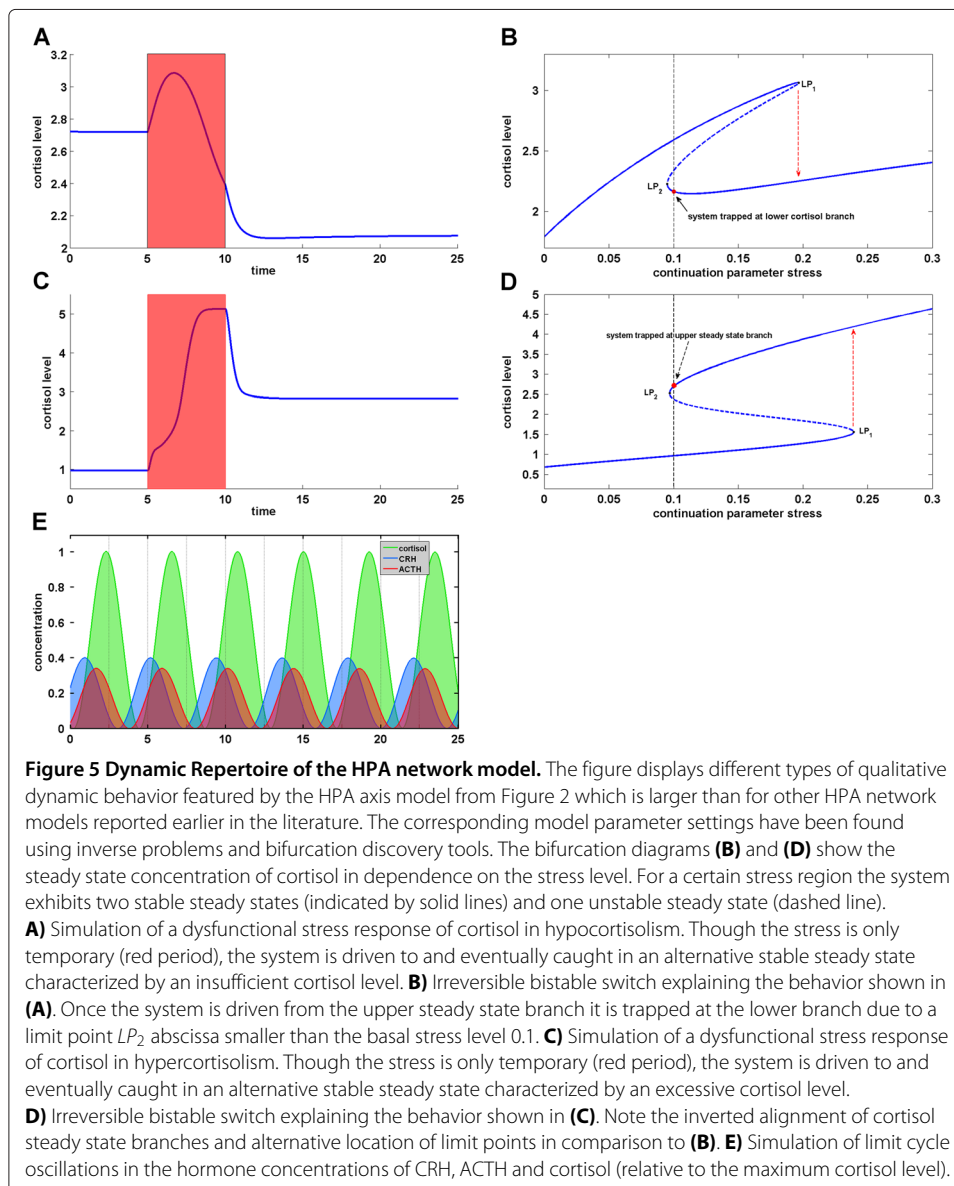 A
3.2
3
2.8
2.6
2.4
2.2
2
cortisol level
0
5
10
15
20
25
time
B
3
2.5
2
cortisol level
LP1
LP2
system trapped at lower cortisol branch
0
0.05
0.1
0.15
0.2
0.25
0.3
continuation parameter stress
C
5
4
3
2
1
cortisol level
0
5
10
15
20
25
time
D
5
4.5
4
3.5
3
2.5
2
1.5
1
0.5
cortisol level
system trapped at upper steady state branch
LP2
LP1
0
0.05
0.1
0.15
0.2
0.25
0.3
continuation parameter stress
E
1
0.8
0.6
0.4
0.2
0
concentration
cortisol
CRH
ACTH
0
5
10
15
20
25
Figure 5 Dynamic Repertoire of the HPA network model. The figure displays different types of qualitative
dynamic behavior featured by the HPA axis model from Figure 2 which is larger than for other HPA network
models reported earlier in the literature. The corresponding model parameter settings have been found
using inverse problems and bifurcation discovery tools. The bifurcation diagrams (B) and (D) show the
steady state concentration of cortisol in dependence on the stress level. For a certain stress region the system
exhibits two stable steady states (indicated by solid lines) and one unstable steady state (dashed line).
A) Simulation of a dysfunctional stress response of cortisol in hypocortisolism. Though the stress is only
temporary (red period), the system is driven to and eventually caught in an alternative stable steady state
characterized by an insufficient cortisol level. B) Irreversible bistable switch explaining the behavior shown in
(A). Once the system is driven from the upper steady state branch it is trapped at the lower branch due to a
limit point LP2 abscissa smaller than the basal stress level 0.1. C) Simulation of a dysfunctional stress response
of cortisol in hypercortisolism. Though the stress is only temporary (red period), the system is driven to and
eventually caught in an alternative stable steady state characterized by an excessive cortisol level.
D) Irreversible bistable switch explaining the behavior shown in (C). Note the inverted alignment of cortisol
steady state branches and alternative location of limit points in comparison to (B). E) Simulation of limit cycle
oscillations in the hormone concentrations of CRH, ACTH and cortisol (relative to the maximum cortisol level).